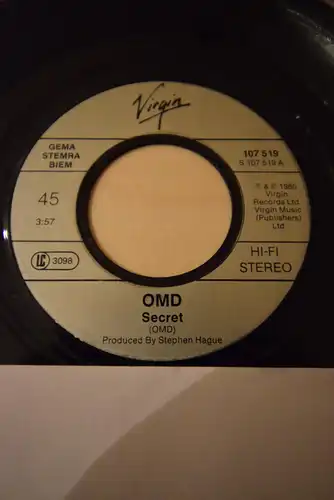 Virgin
GEMA
STEMRA
BIEM
45
3:57
LC 3098
107 519
S 107 519 A
℗ & © 1985
Virgin
Records Ltd.
Virgin Music
(Publishers)
Ltd
HI-FI
STEREO
OMD
Secret
(OMD)
Produced By Stephen Hague